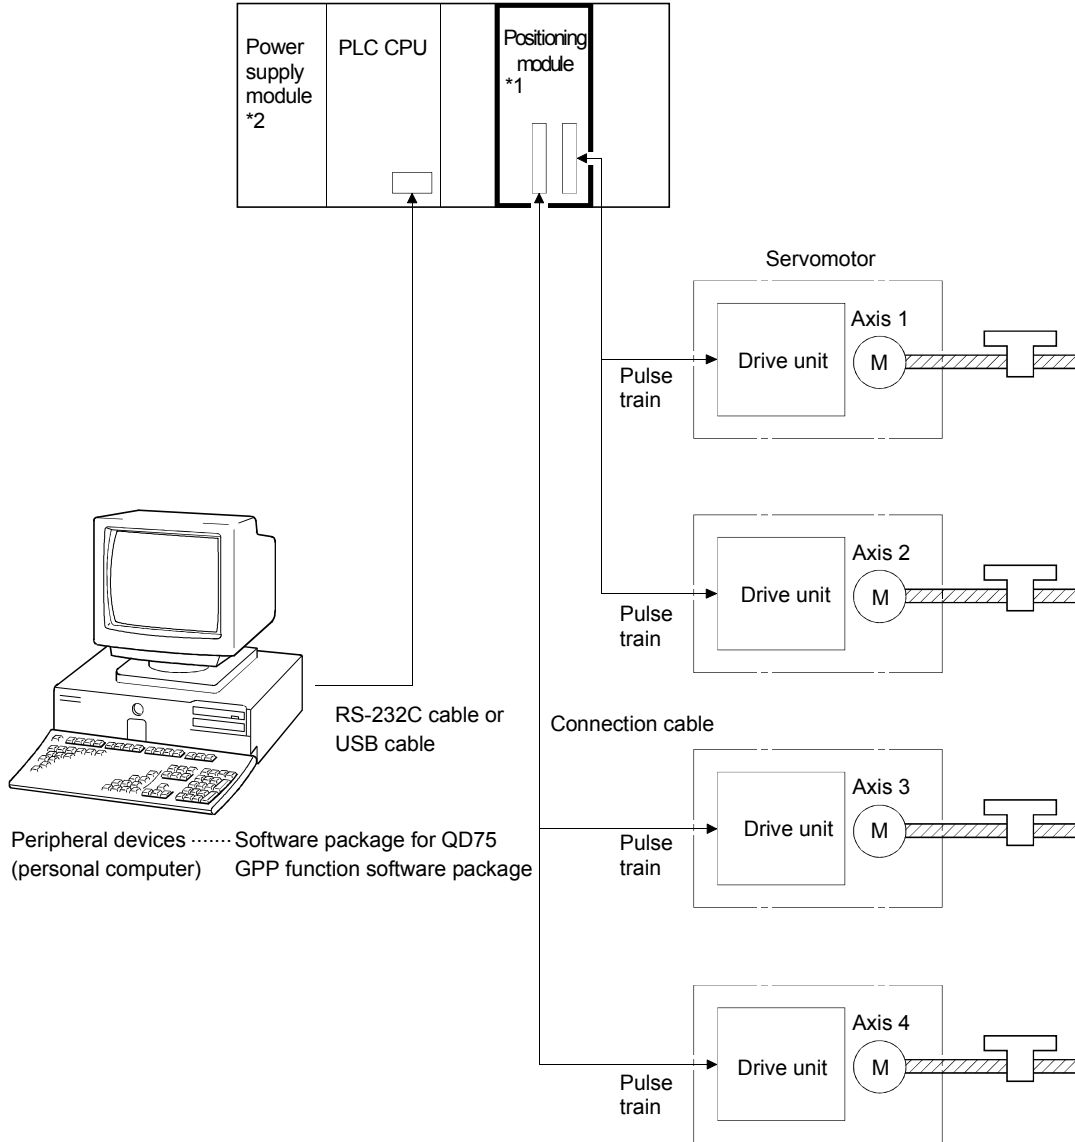 Power
supply
module
*2
PLC CPU
Positioning
module
*1
Servomotor
Axis 1
Drive unit
M
Pulse
train
Axis 2
Drive unit
M
Pulse
train
RS-232C cable or
USB cable
Connection cable
Axis 3
Drive unit
M
Pulse
train
Peripheral devices ······· Software package for QD75
(personal computer) GPP function software package
Axis 4
Drive unit
M
Pulse
train